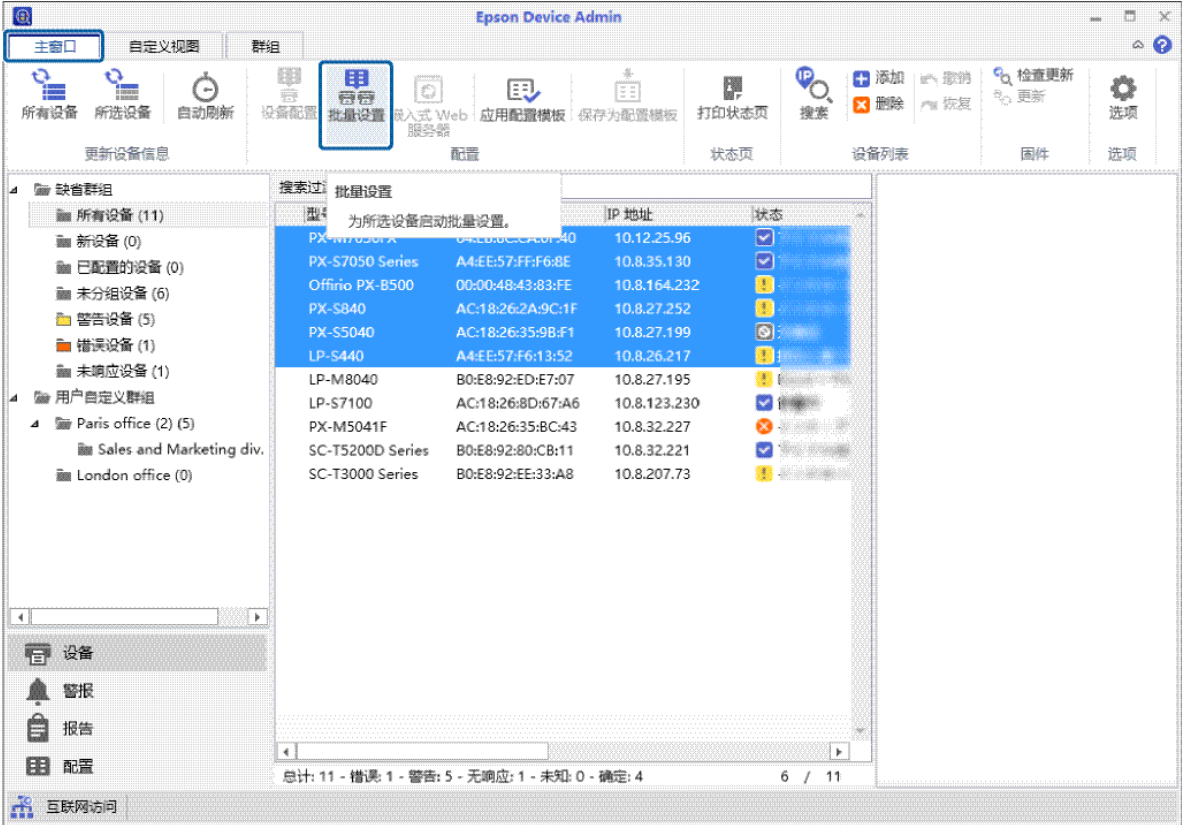 Epson Device Admin
主窗口 自定义视图 群组
所有设备 所选设备 自动刷新 设备配置 批量设置 嵌入式 Web 服务器 应用配置模板 保存为配置模板 打印状态页 搜索 添加 删除 撤销 恢复 检查更新 更新 选项
更新设备信息 配置 状态页 设备列表 固件 选项
批量设置
为所选设备启动批量设置。
缺省群组
所有设备 (11)
新设备 (0)
已配置的设备 (0)
未分组设备 (6)
警告设备 (5)
错误设备 (1)
未响应设备 (1)
用户自定义群组
Paris office (2) (5)
Sales and Marketing div.
London office (0)
搜索过
型 IP 地址 状态
40 10.12.25.96
PX-S7050 Series A4:EE:57:FF:F6:8E 10.8.35.130
Offirio PX-B500 00:00:48:43:83:FE 10.8.164.232
PX-S840 AC:18:26:2A:9C:1F 10.8.27.252
PX-S5040 AC:18:26:35:9B:F1 10.8.27.199
LP-S440 A4:EE:57:F6:13:52 10.8.26.217
LP-M8040 B0:E8:92:ED:E7:07 10.8.27.195
LP-S7100 AC:18:26:8D:67:A6 10.8.123.230
PX-M5041F AC:18:26:35:BC:43 10.8.32.227
SC-T5200D Series B0:E8:92:80:CB:11 10.8.32.221
SC-T3000 Series B0:E8:92:EE:33:A8 10.8.207.73
设备
警报
报告
配置
总计: 11 - 错误: 1 - 警告: 5 - 无响应: 1 - 未知: 0 - 确定: 4 6 / 11
互联网访问